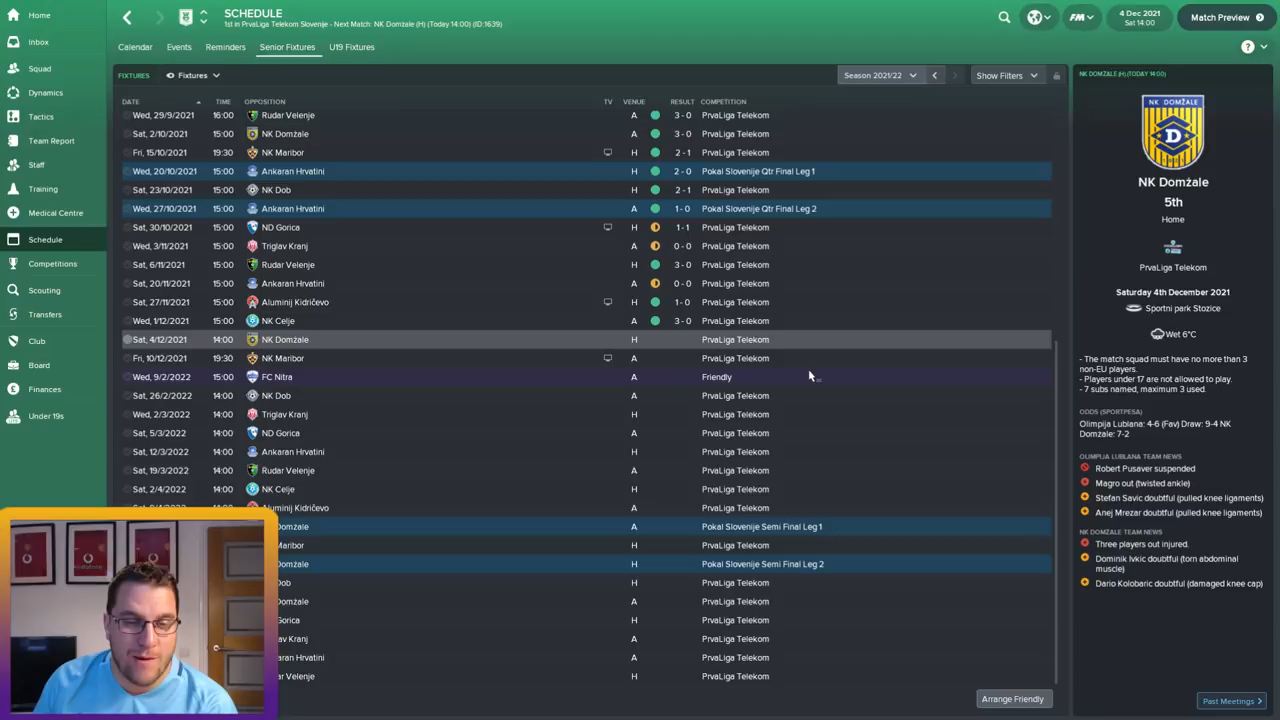 Home
SCHEDULE
1st in PrvaLiga Telekom Slovenije - Next Match: NK Domžale (H) (Today 14:00) (ID:1639)
FM
4 Dec 2021
Sat 14:00
Match Preview
Inbox
Squad
Dynamics
Tactics
Team Report
Staff
Training
Medical Centre
Schedule
Competitions
Scouting
Transfers
Club
Board
Finances
Under 19s
Calendar
Events
Reminders
Senior Fixtures
U19 Fixtures
?
FIXTURES
Fixtures
Season 2021/22
Show Filters
DATE TIME OPPOSITION TV VENUE RESULT COMPETITION
Wed, 29/9/2021 16:00 Rudar Velenje A 3 - 0 PrvaLiga Telekom
Sat, 2/10/2021 15:00 NK Domžale A 3 - 0 PrvaLiga Telekom
Fri, 15/10/2021 19:30 NK Maribor H 2 - 1 PrvaLiga Telekom
Wed, 20/10/2021 15:00 Ankaran Hrvatini H 2 - 0 Pokal Slovenije Qtr Final Leg 1
Sat, 23/10/2021 15:00 NK Dob A 2 - 1 PrvaLiga Telekom
Wed, 27/10/2021 15:00 Ankaran Hrvatini A 1 - 0 Pokal Slovenije Qtr Final Leg 2
Sat, 30/10/2021 15:00 ND Gorica H 1 - 1 PrvaLiga Telekom
Wed, 3/11/2021 15:00 Triglav Kranj A 0 - 0 PrvaLiga Telekom
Sat, 6/11/2021 15:00 Rudar Velenje H 3 - 0 PrvaLiga Telekom
Sat, 20/11/2021 15:00 Ankaran Hrvatini A 0 - 0 PrvaLiga Telekom
Sat, 27/11/2021 15:00 Aluminij Kidričevo H 1 - 0 PrvaLiga Telekom
Wed, 1/12/2021 15:00 NK Celje A 3 - 0 PrvaLiga Telekom
Sat, 4/12/2021 14:00 NK Domžale H PrvaLiga Telekom
Fri, 10/12/2021 19:30 NK Maribor A PrvaLiga Telekom
Wed, 9/2/2022 15:00 FC Nitra A Friendly
Sat, 26/2/2022 14:00 NK Dob A PrvaLiga Telekom
Wed, 2/3/2022 14:00 Triglav Kranj H PrvaLiga Telekom
Sat, 5/3/2022 14:00 ND Gorica A PrvaLiga Telekom
Sat, 12/3/2022 14:00 Ankaran Hrvatini H PrvaLiga Telekom
Sat, 19/3/2022 14:00 Rudar Velenje A PrvaLiga Telekom
Sat, 2/4/2022 14:00 NK Celje H PrvaLiga Telekom
Aluminij Kidričevo A PrvaLiga Telekom
Domžale A Pokal Slovenije Semi Final Leg 1
Maribor H PrvaLiga Telekom
Domžale H Pokal Slovenije Semi Final Leg 2
Dob H PrvaLiga Telekom
Domžale A PrvaLiga Telekom
Gorica H PrvaLiga Telekom
av Kranj A PrvaLiga Telekom
aran Hrvatini A PrvaLiga Telekom
ar Velenje H PrvaLiga Telekom
Arrange Friendly
NK DOMŽALE (H) (TODAY 14:00)
NK DOMŽALE
D
NK Domžale
5th
Home
PrvaLiga Telekom
Saturday 4th December 2021
Sportni park Stozice
Wet 6°C
- The match squad must have no more than 3
non-EU players.
- Players under 17 are not allowed to play.
- 7 subs named, maximum 3 used.
ODDS (SPORTPESA)
Olimpija Lublana: 4-6 (Fav) Draw: 9-4 NK
Domžale: 7-2
OLIMPIJA LUBLANA TEAM NEWS
Robert Pusaver suspended
Magro out (twisted ankle)
Stefan Savic doubtful (pulled knee ligaments)
Anej Mrezar doubtful (pulled knee ligaments)
NK DOMŽALE TEAM NEWS
Three players out injured.
Dominik Ivkic doubtful (torn abdominal
muscle)
Dario Kolobaric doubtful (damaged knee cap)
Past Meetings